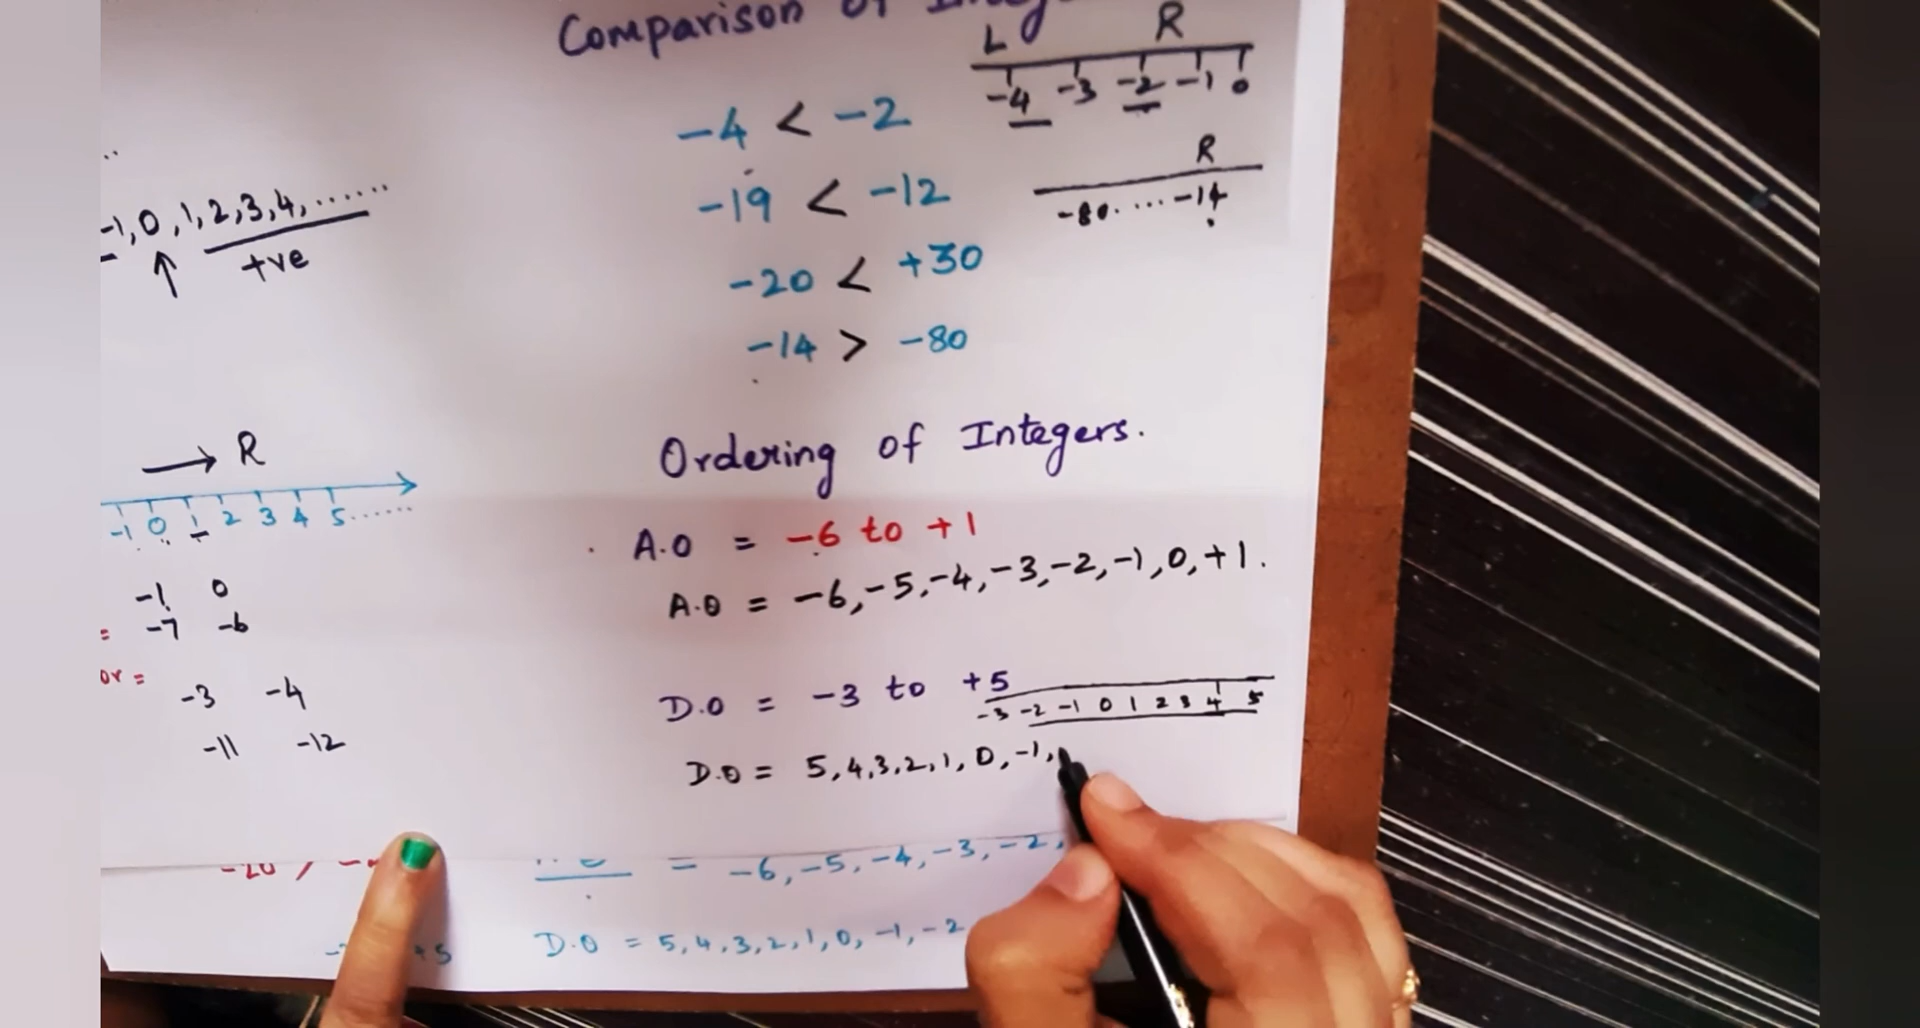 Comparison of
L R
-4 -3 -2 -1 0
-4 < -2
R
-80 .... -14
-19 < -12
-20 < +30
-14 > -80
-1, 0, 1, 2, 3, 4, ......
+ve
R
-1 0 1 2 3 4 5 ......
-1 0
= -7 -6
or =
-3 -4
-11 -12
Ordering of Integers.
A.O = -6 to +1
A.O = -6, -5, -4, -3, -2, -1, 0, +1.
D.O = -3 to +5
-3 -2 -1 0 1 2 3 4 5
D.O = 5, 4, 3, 2, 1, 0, -1,
= -6, -5, -4, -3, -2,
D.O = 5, 4, 3, 2, 1, 0, -1, -2
+5